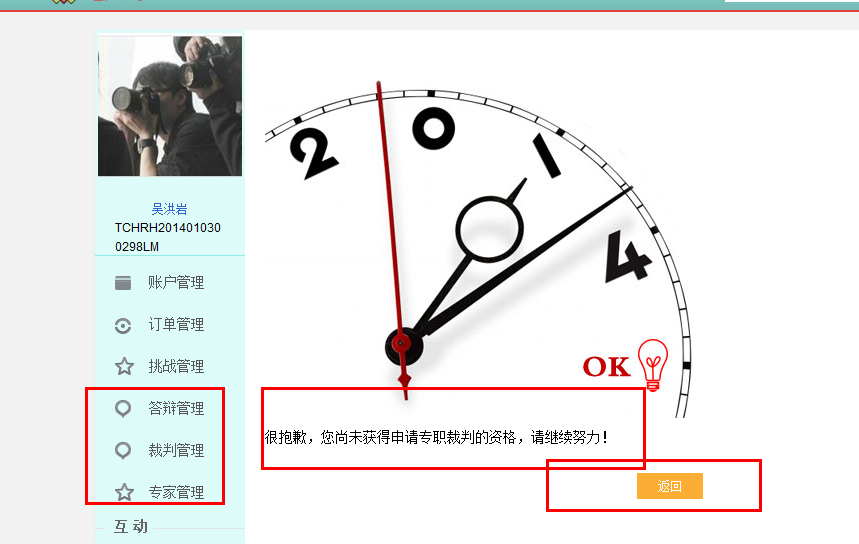 吴洪岩
TCHRH201401030
0298LM
账户管理
订单管理
挑战管理
答辩管理
裁判管理
专家管理
互动
2 0 1 4
OK
很抱歉，您尚未获得申请专职裁判的资格，请继续努力！
返回